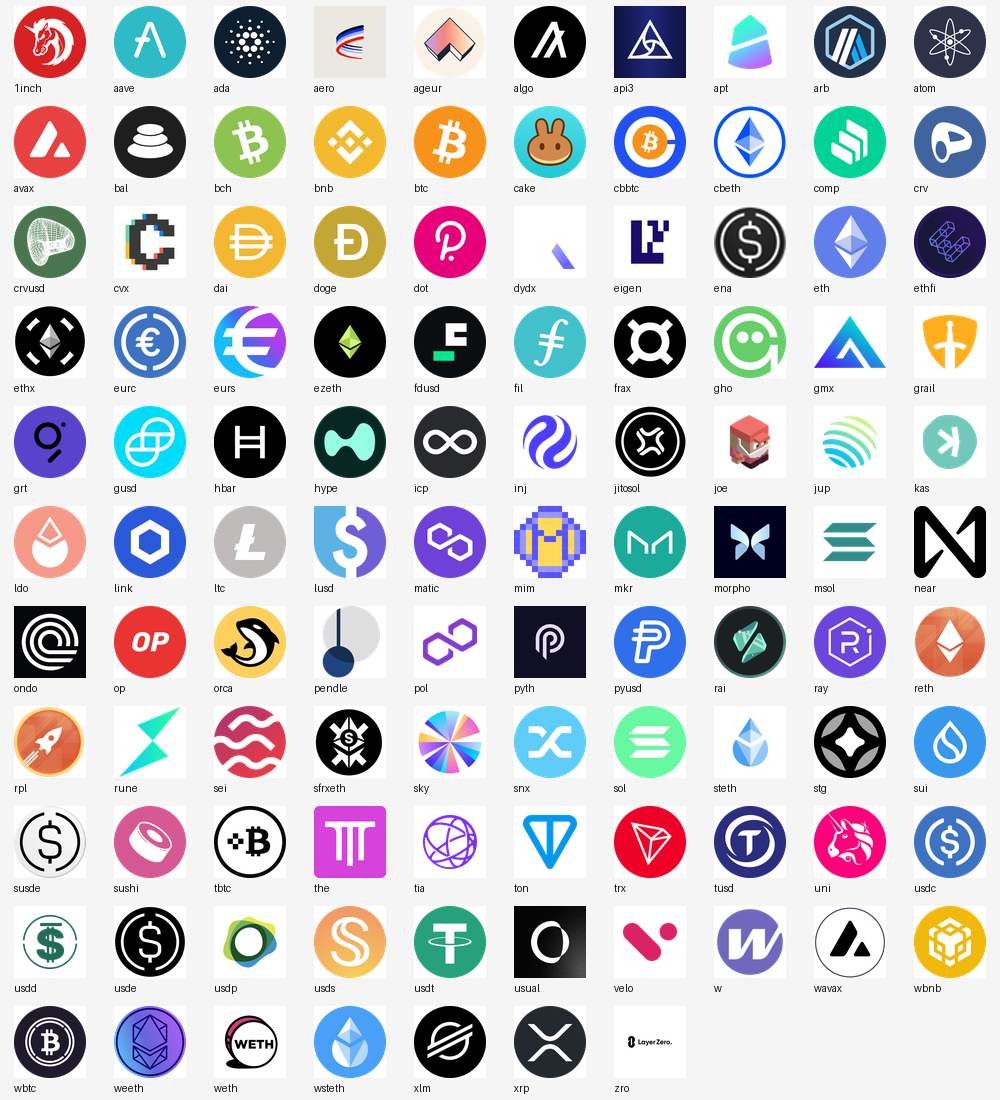 1inch aave ada aero ageur algo api3 apt arb atom
avax bal bch bnb btc cake cbbtc cbeth comp crv
crvusd cvx dai doge dot dydx eigen ena eth ethfi
ethx eurc eurs ezeth fdusd fil frax gho gmx grail
grt gusd hbar hype icp inj jitosol joe jup kas
ldo link ltc lusd matic mim mkr morpho msol near
OP
ondo op orca pendle pol pyth pyusd rai ray reth
rpl rune sei sfrxeth sky snx sol steth stg sui
susde sushi tbtc the tia ton trx tusd uni usdc
usdd usde usdp usds usdt usual velo w wavax wbnb
WETH LayerZero.
wbtc weeth weth wsteth xlm xrp zro